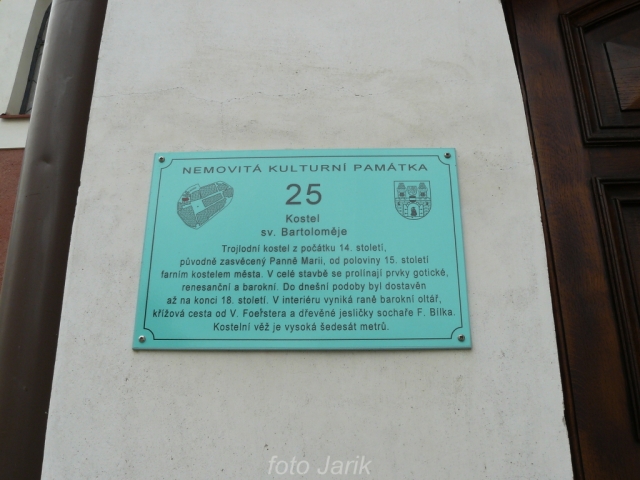 NEMOVITÁ KULTURNÍ PAMÁTKA
25
Kostel
sv. Bartoloměje
Trojlodní kostel z počátku 14. století,
původně zasvěcený Panně Marii, od poloviny 15. století
farním kostelem města. V celé stavbě se prolínají prvky gotické,
renesanční a barokní. Do dnešní podoby byl dostavěn
až na konci 18. století. V interiéru vyniká raně barokní oltář,
křížová cesta od V. Foeřstera a dřevěné jesličky sochaře F. Bílka.
Kostelní věž je vysoká šedesát metrů.
foto Jarik